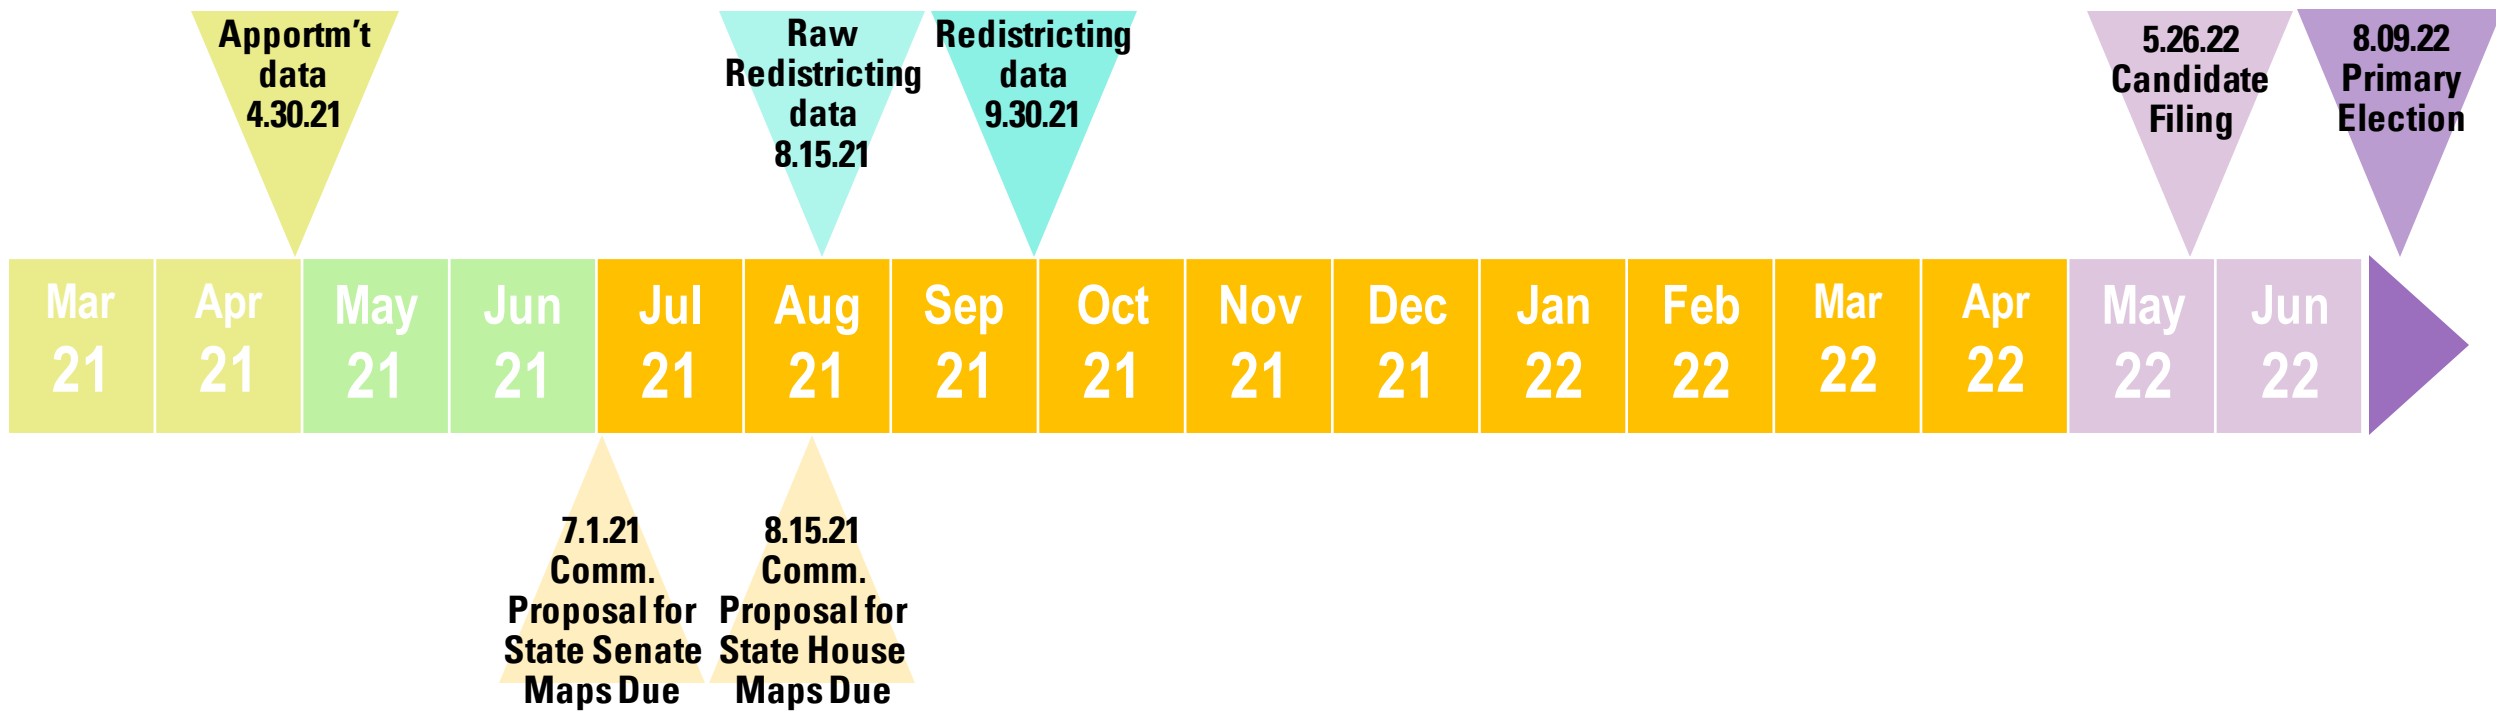 Apportm’t
data
4.30.21
Raw
Redistricting
data
8.15.21
Redistricting
data
9.30.21
5.26.22
Candidate
Filing
8.09.22
Primary
Election
Mar
21
Apr
21
May
21
Jun
21
Jul
21
Aug
21
Sep
21
Oct
21
Nov
21
Dec
21
Jan
22
Feb
22
Mar
22
Apr
22
May
22
Jun
22
7.1.21
Comm.
Proposal for
State Senate
Maps Due
8.15.21
Comm.
Proposal for
State House
Maps Due